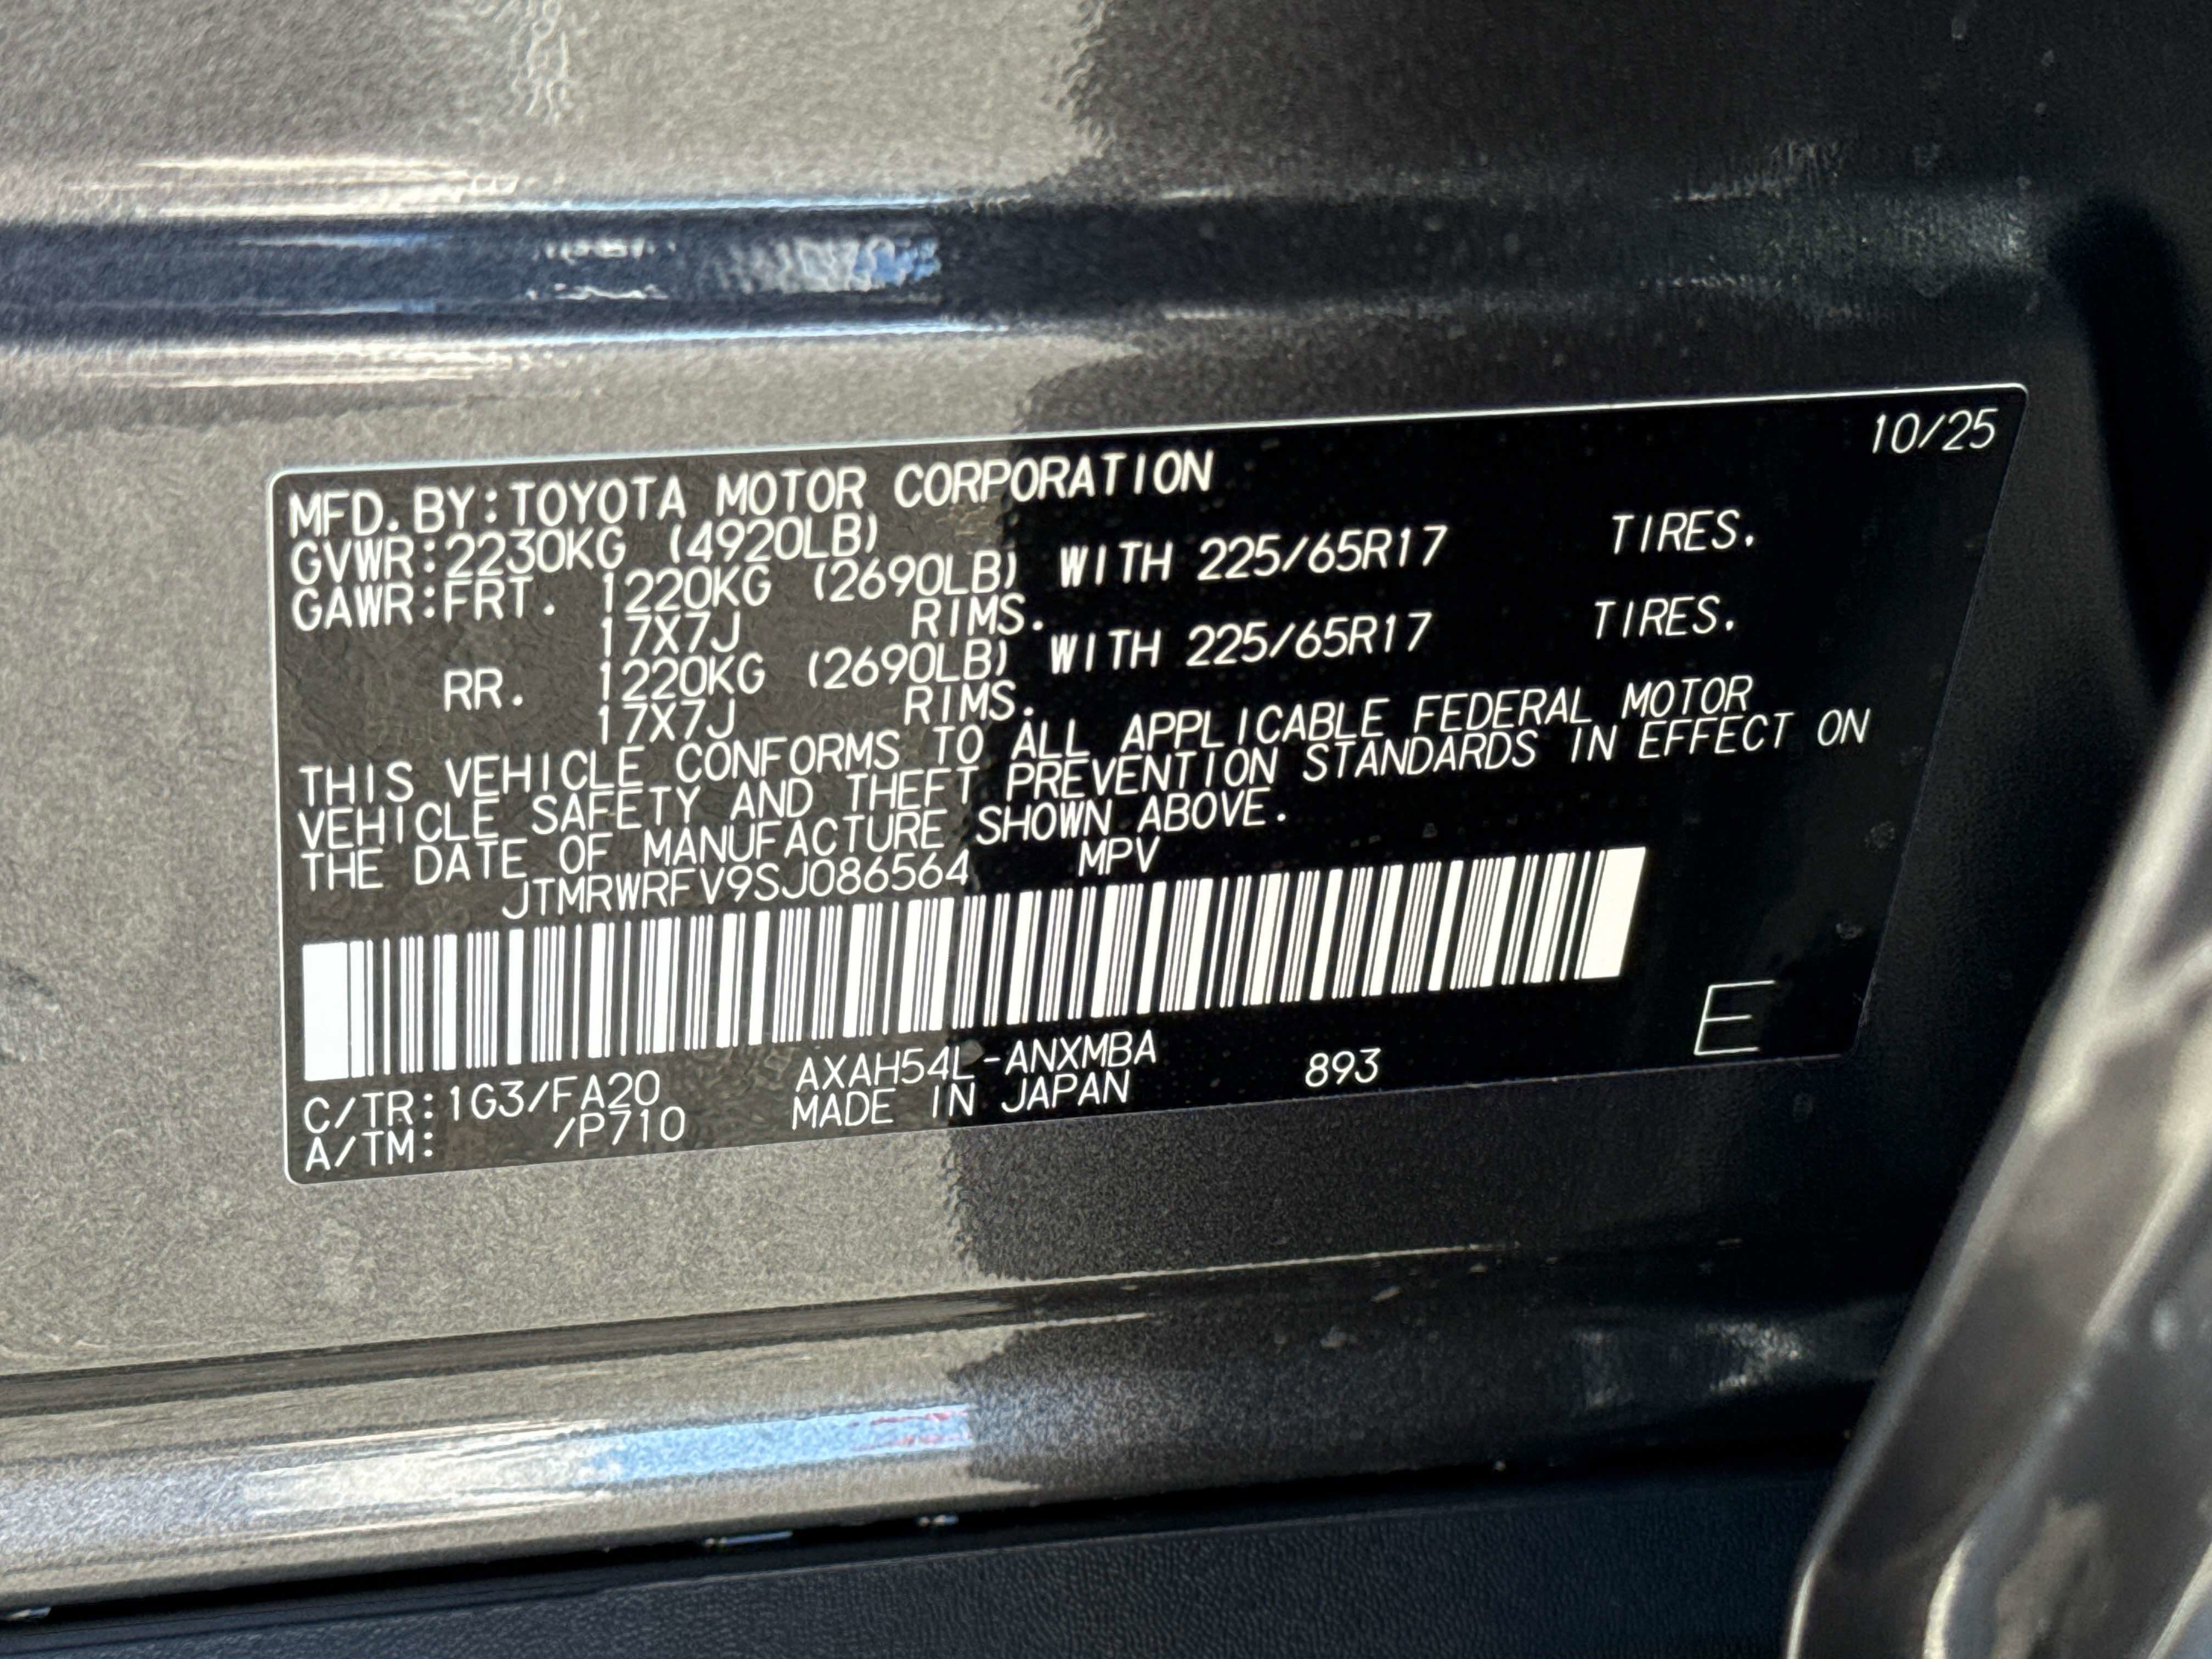 10/25
MFD. BY:TOYOTA MOTOR CORPORATION
GVWR:2230KG (4920LB)
GAWR:FRT. 1220KG (2690LB) WITH 225/65R17 TIRES.
17X7J RIMS.
RR. 1220KG (2690LB) WITH 225/65R17 TIRES.
17X7J RIMS.
THIS VEHICLE CONFORMS TO ALL APPLICABLE FEDERAL MOTOR
VEHICLE SAFETY AND THEFT PREVENTION STANDARDS IN EFFECT ON
THE DATE OF MANUFACTURE SHOWN ABOVE.
JTMRWRFV9SJ086564 MPV
C/TR:1G3/FA20 AXAH54L-ANXMBA 893 E
A/TM: /P710 MADE IN JAPAN